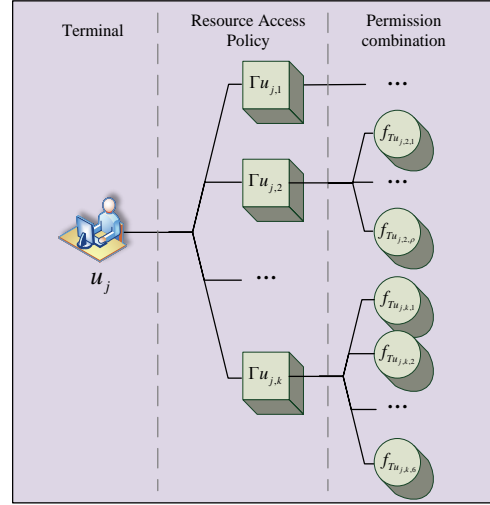 Terminal
Resource Access
Policy
Permission
combination
Γu_{j,1}
...
f_{Tu_{j,2,1}}
Γu_{j,2}
...
f_{Tu_{j,2,ρ}}
u_j
...
f_{Tu_{j,k,1}}
f_{Tu_{j,k,2}}
Γu_{j,k}
...
f_{Tu_{j,k,6}}